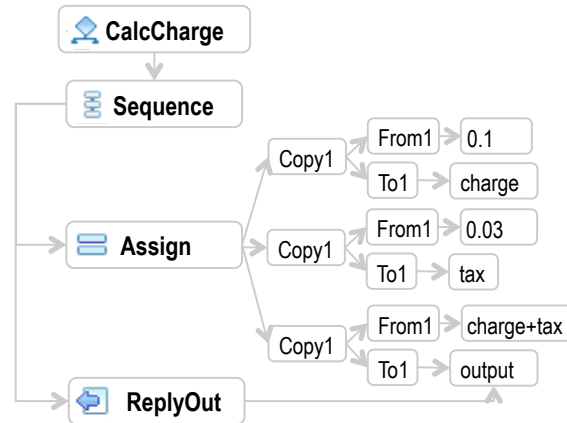 CalcCharge
Sequence
From1
0.1
Copy1
To1
charge
From1
0.03
Assign
Copy1
To1
tax
From1
charge+tax
Copy1
To1
output
ReplyOut